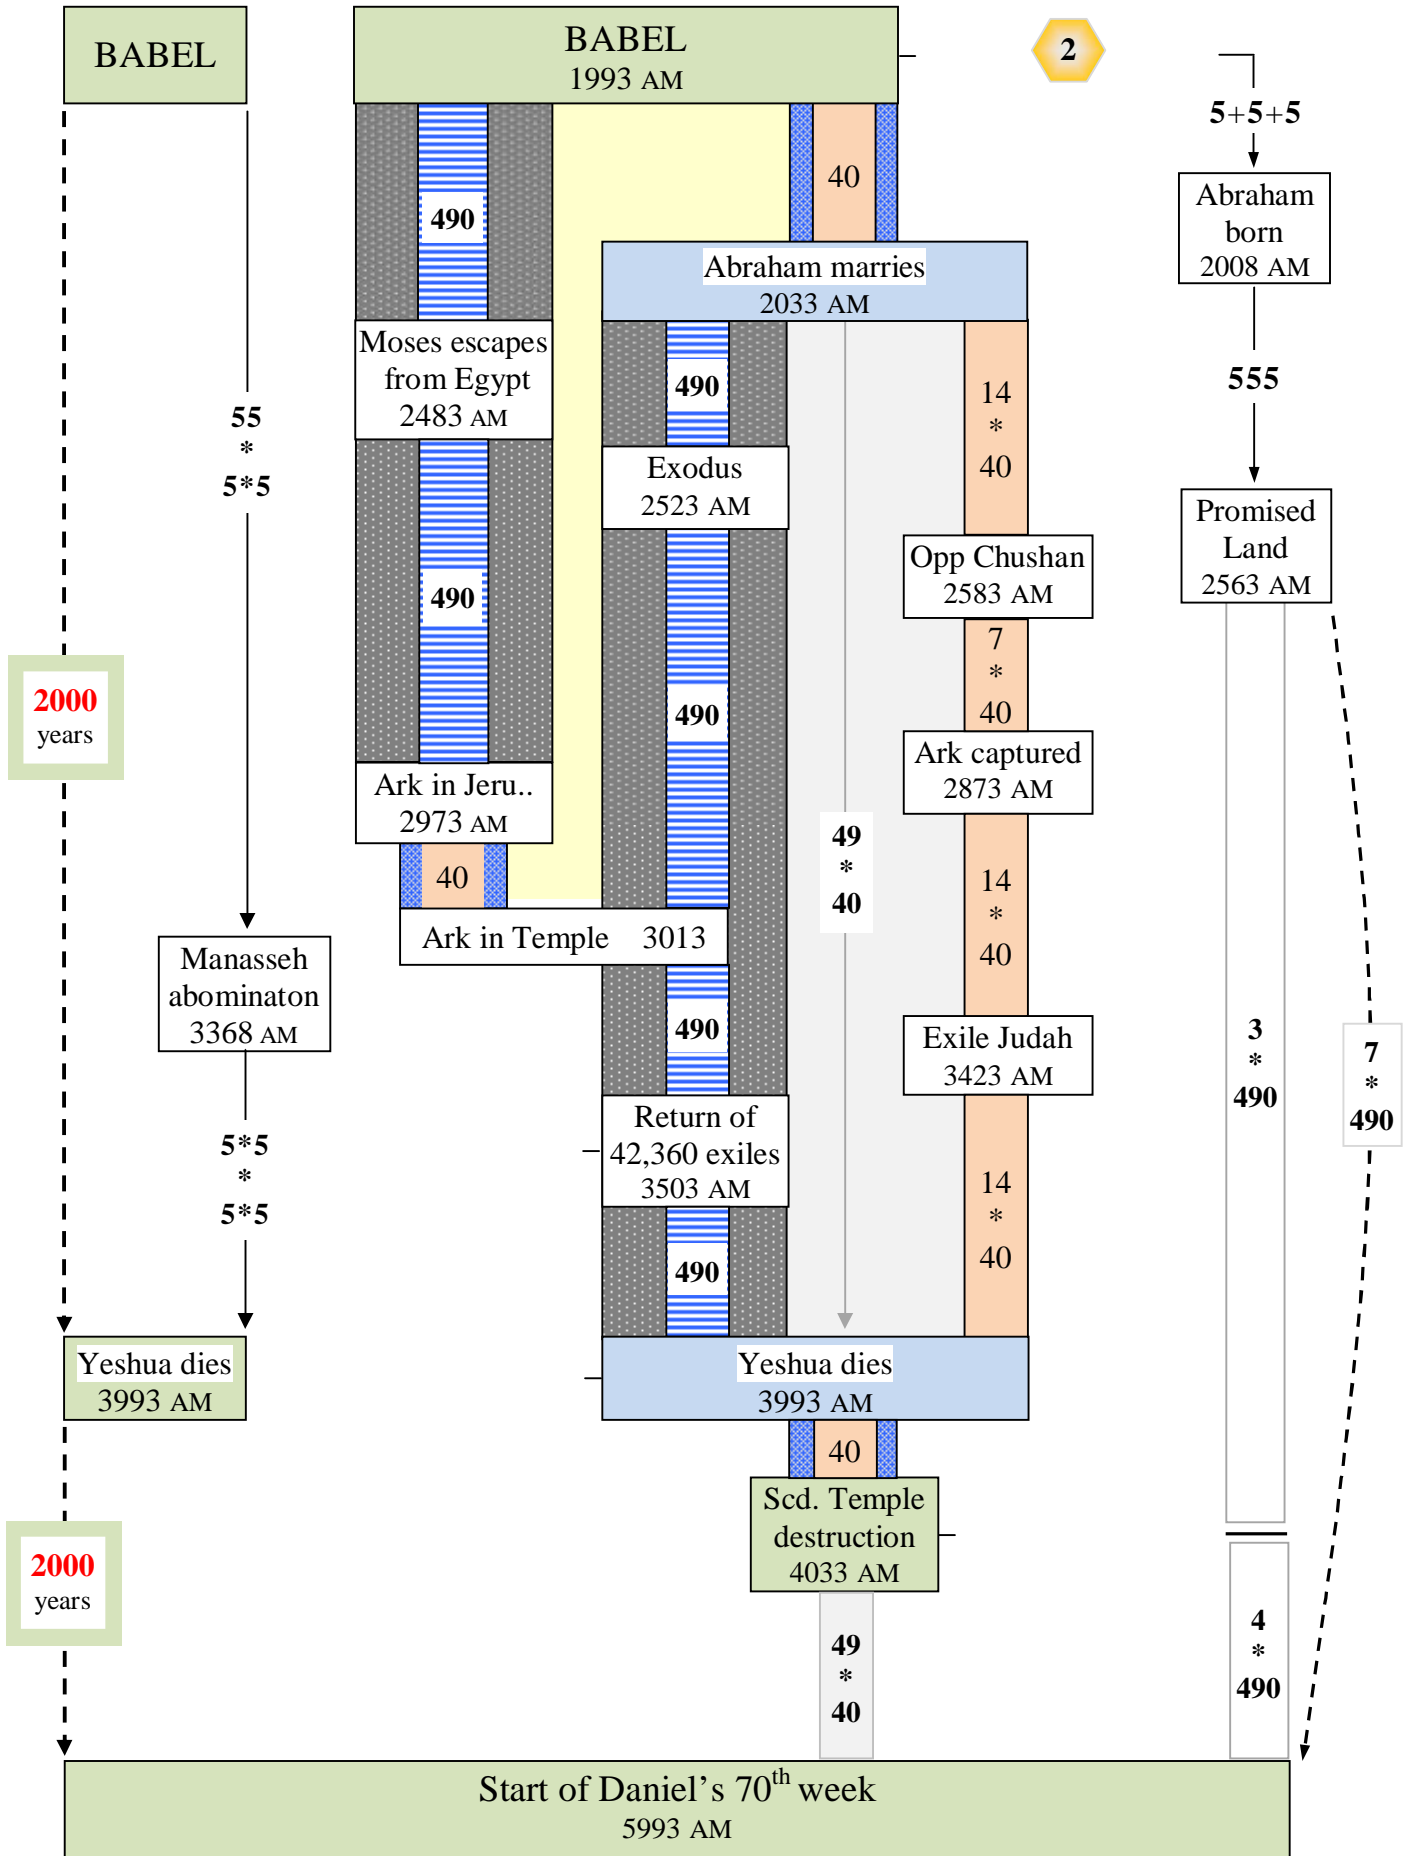 BABEL
BABEL
1993 AM
2
5+5+5
490
40
Abraham
born
2008 AM
Abraham marries
2033 AM
Moses escapes
from Egypt
2483 AM
490
14
*
40
555
55
*
5*5
Exodus
2523 AM
Promised
Land
2563 AM
Opp Chushan
2583 AM
490
7
*
40
2000
years
490
Ark captured
2873 AM
Ark in Jeru..
2973 AM
49
*
40
40
14
*
40
Ark in Temple 3013
Manasseh
abominaton
3368 AM
490
Exile Judah
3423 AM
3
*
490
7
*
490
Return of
42,360 exiles
3503 AM
5*5
*
5*5
14
*
40
490
Yeshua dies
3993 AM
Yeshua dies
3993 AM
40
Scd. Temple
destruction
4033 AM
2000
years
49
*
40
4
*
490
Start of Daniel’s 70th week
5993 AM